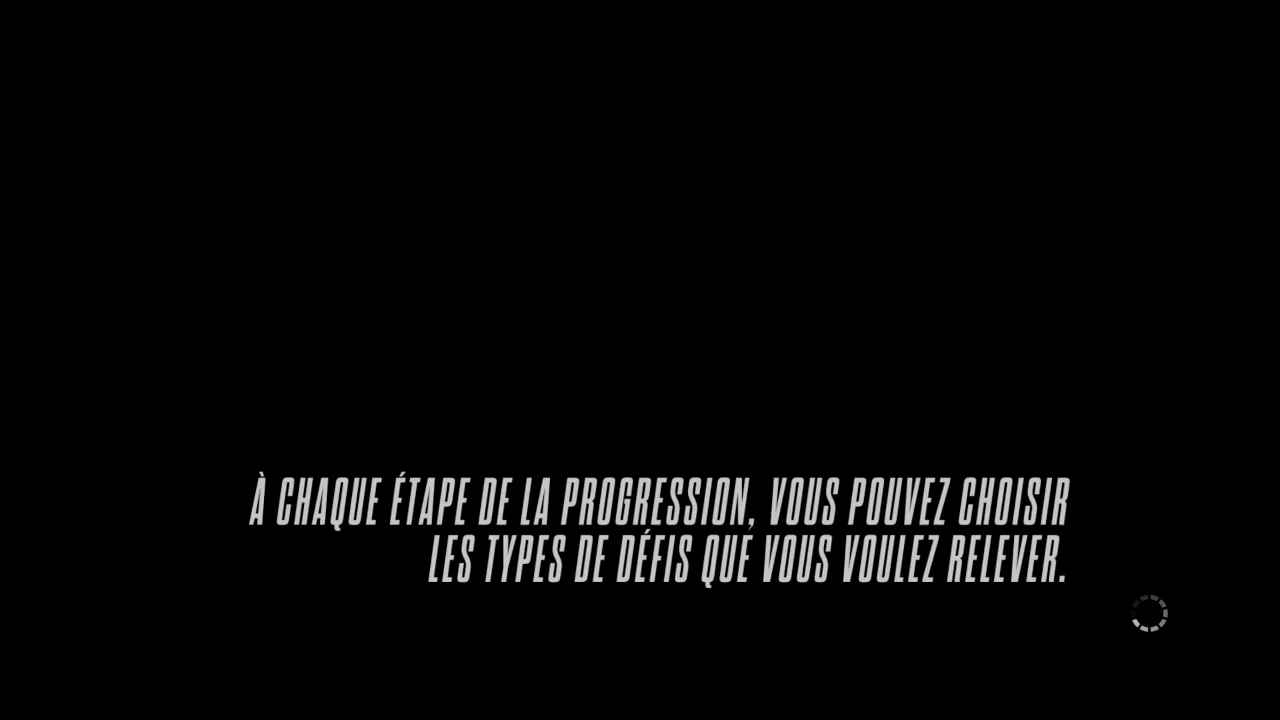 À CHAQUE ÉTAPE DE LA PROGRESSION, VOUS POUVEZ CHOISIR
LES TYPES DE DÉFIS QUE VOUS VOULEZ RELEVER.